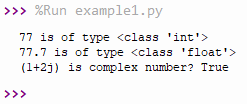 >>> %Run example1.py
77 is of type <class 'int'>
77.7 is of type <class 'float'>
(1+2j) is complex number? True
>>>